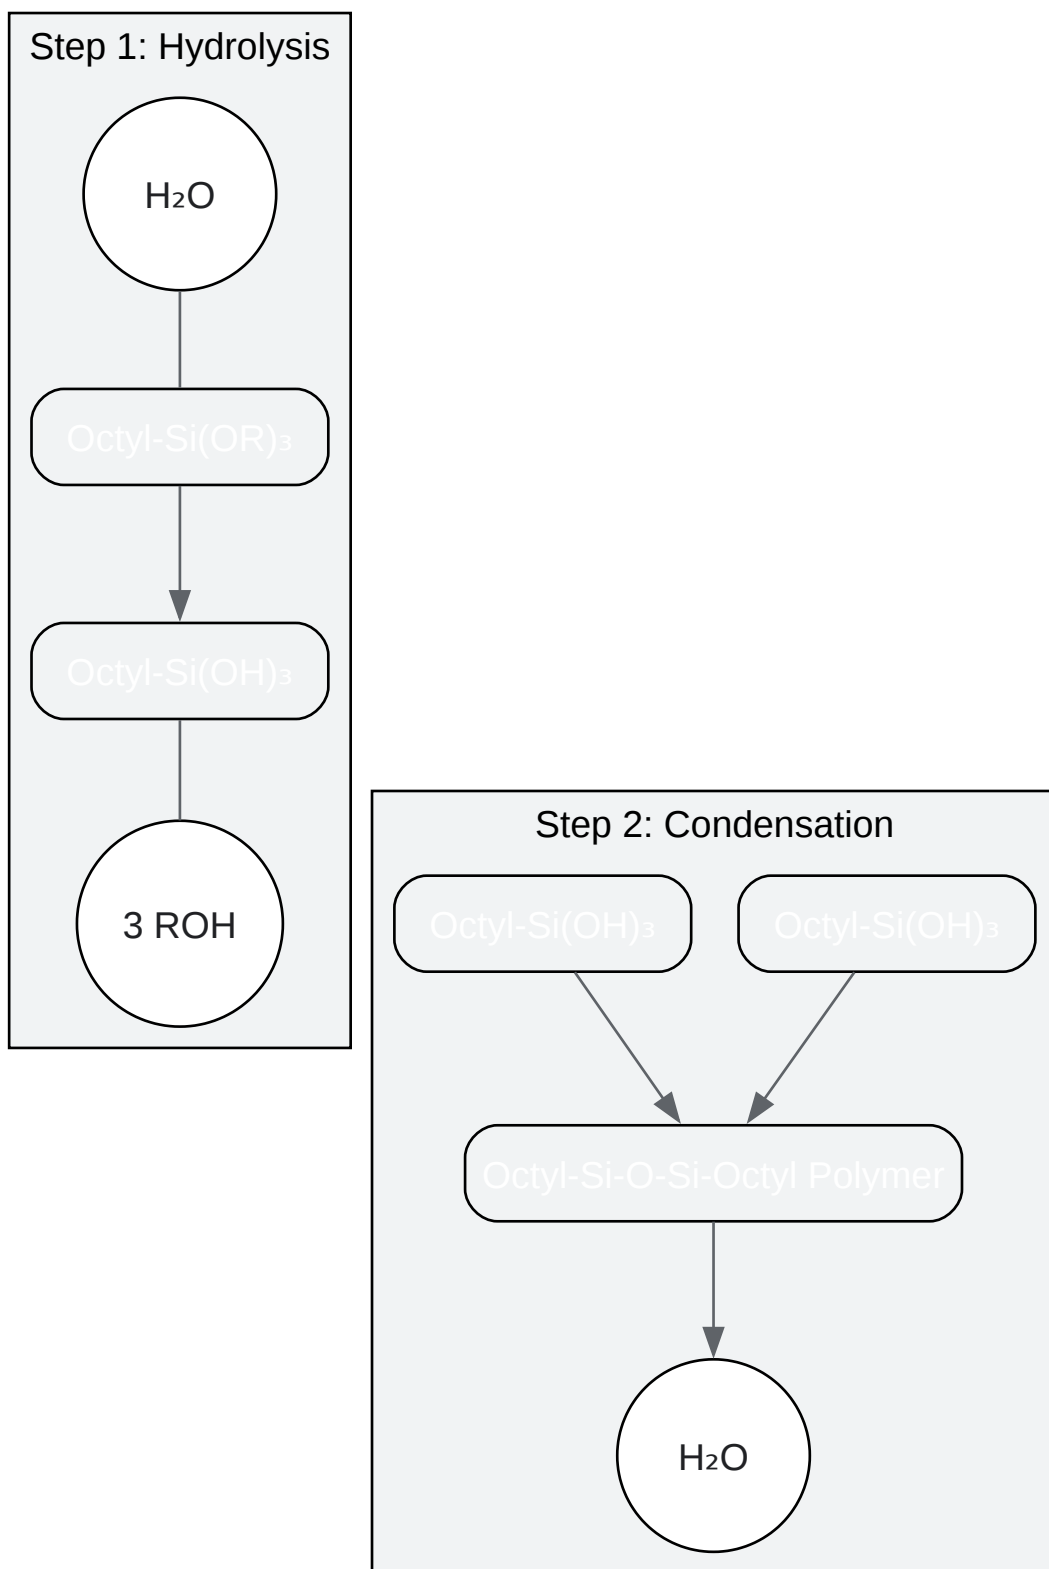 Step 1: Hydrolysis
H₂O
Octyl-Si(OR)₃
Octyl-Si(OH)₃
3 ROH
Step 2: Condensation
Octyl-Si(OH)₃
Octyl-Si(OH)₃
Octyl-Si-O-Si-Octyl Polymer
H₂O